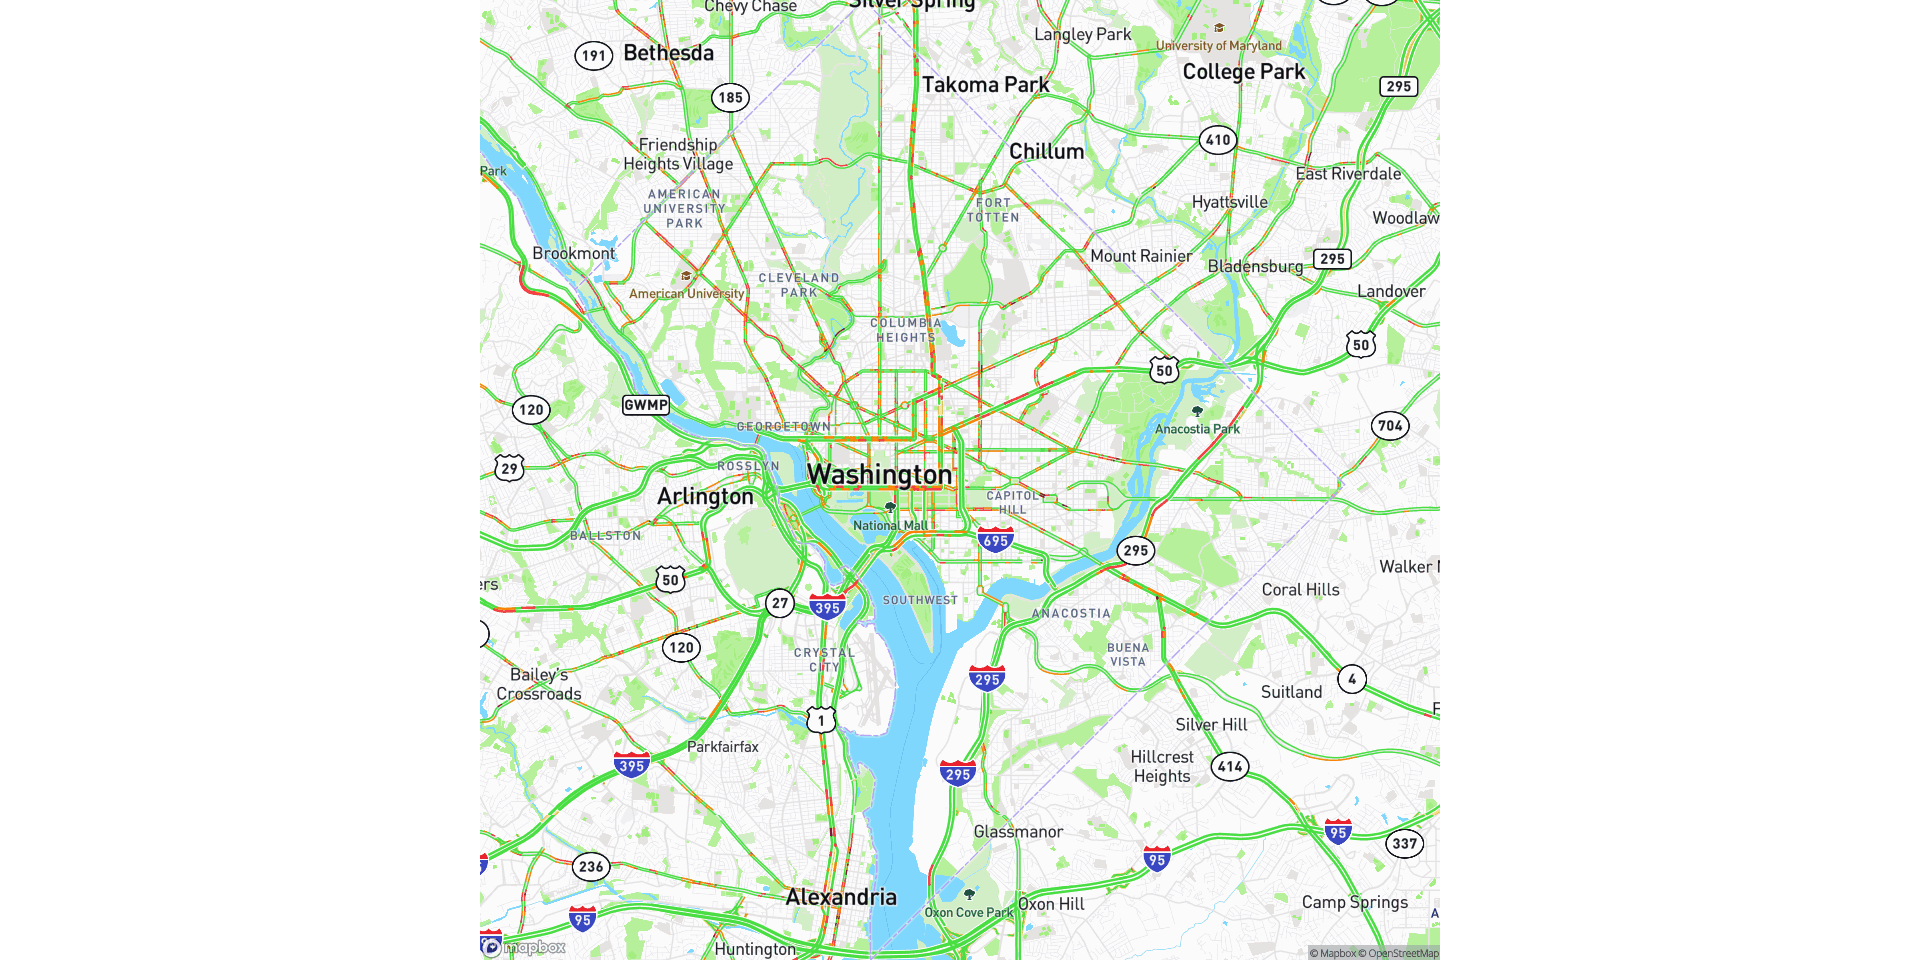 Chevy Chase
Silver Spring
Langley Park
University of Maryland
191
Bethesda
College Park
Takoma Park
295
185
410
Friendship
Heights Village
Chillum
Park
East Riverdale
AMERICAN
UNIVERSITY
PARK
FORT
TOTTEN
Hyattsville
Woodlaw
Brookmont
Mount Rainier
Bladensburg
295
CLEVELAND
PARK
American University
Landover
COLUMBIA
HEIGHTS
50
50
120
GWMP
GEORGETOWN
Anacostia Park
704
29
ROSSLYN
Washington
Arlington
CAPITOL
HILL
National Mall
BALLSTON
695
295
Walker
ers
50
27
395
SOUTHWEST
ANACOSTIA
Coral Hills
120
CRYSTAL
CITY
BUENA
VISTA
Bailey's
Crossroads
295
4
Suitland
1
Silver Hill
Parkfairfax
395
295
Hillcrest
Heights
414
Glassmanor
95
337
95
236
Alexandria
Oxon Cove Park
Oxon Hill
Camp Springs
95
Huntington
mapbox
© Mapbox © OpenStreetMap